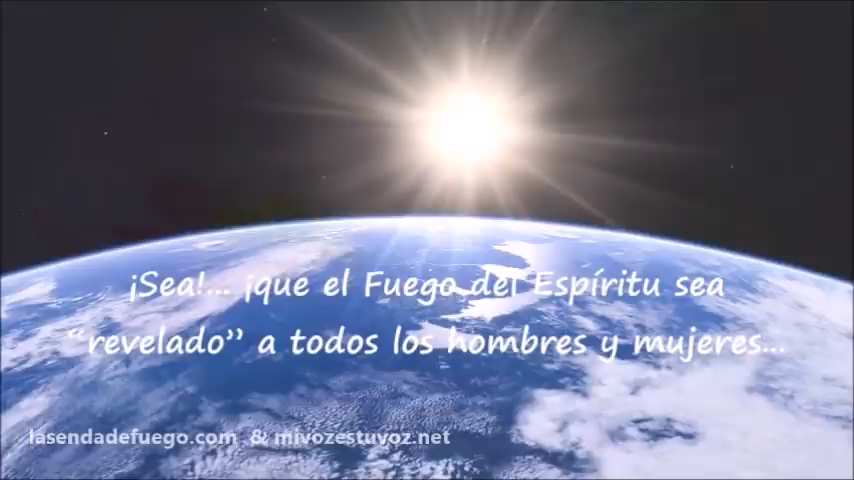 ¡Sea!... ¡que el Fuego del Espíritu sea
“revelado” a todos los hombres y mujeres...
lasendadefuego.com & mivozestuvoz.net